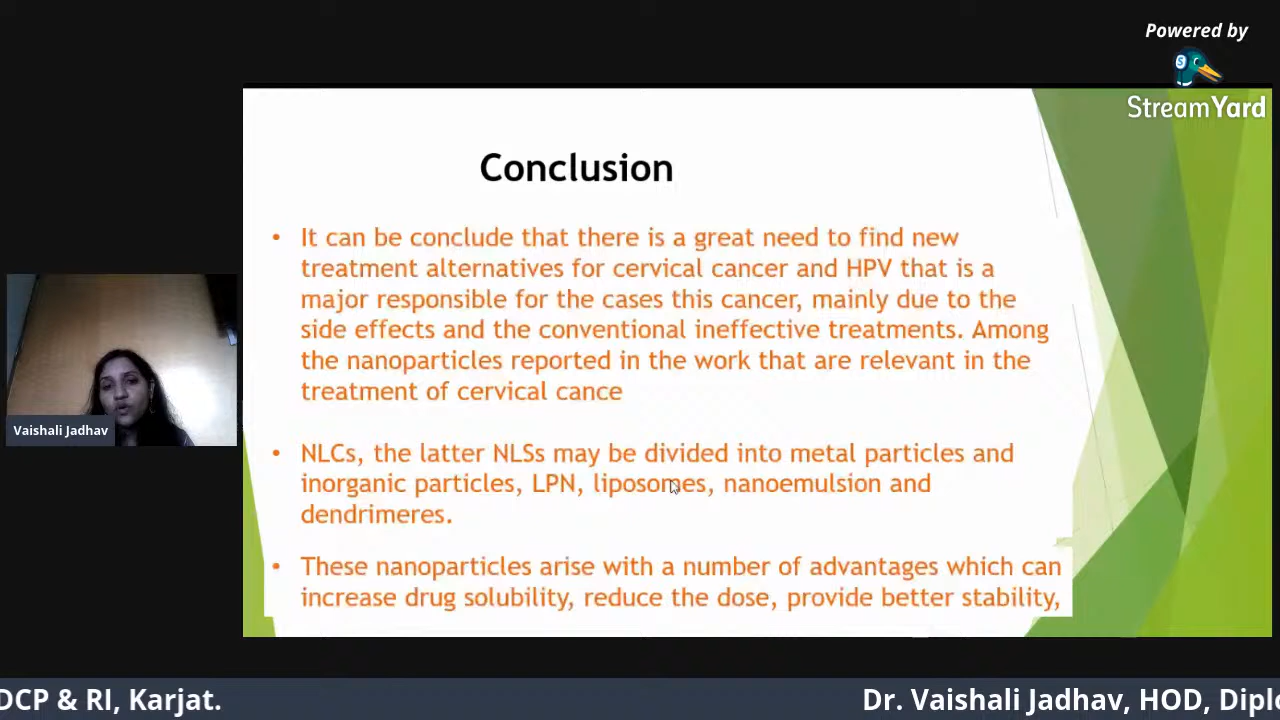 Powered by
StreamYard
Conclusion
• It can be conclude that there is a great need to find new
treatment alternatives for cervical cancer and HPV that is a
major responsible for the cases this cancer, mainly due to the
side effects and the conventional ineffective treatments. Among
the nanoparticles reported in the work that are relevant in the
treatment of cervical cance
• NLCs, the latter NLSs may be divided into metal particles and
inorganic particles, LPN, liposomes, nanoemulsion and
dendrimeres.
• These nanoparticles arise with a number of advantages which can
increase drug solubility, reduce the dose, provide better stability,
Vaishali Jadhav
DCP & RI, Karjat. Dr. Vaishali Jadhav, HOD, Diplo